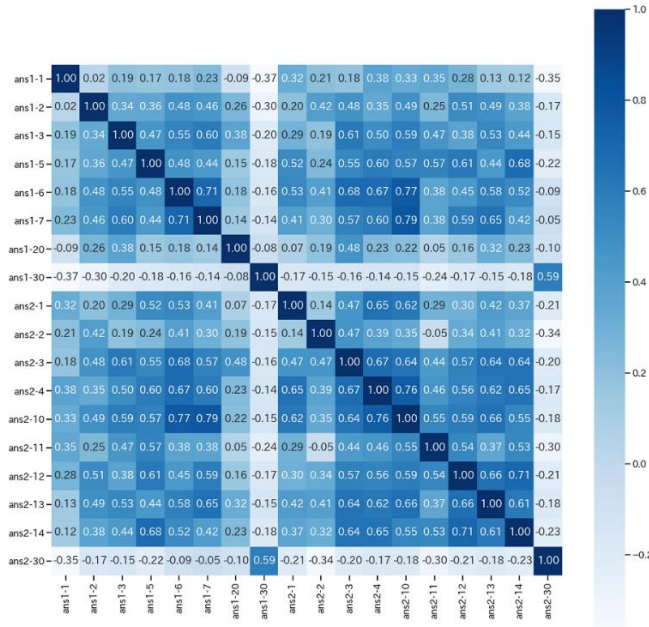 1.0
ans1-1 1.00 0.02 0.19 0.17 0.18 0.23 -0.09 -0.37 0.32 0.21 0.18 0.38 0.33 0.35 0.28 0.13 0.12 -0.35
ans1-2 0.02 1.00 0.34 0.36 0.48 0.46 0.26 -0.30 0.20 0.42 0.48 0.35 0.49 0.25 0.51 0.49 0.38 -0.17
0.8
ans1-3 0.19 0.34 1.00 0.47 0.55 0.60 0.38 -0.20 0.29 0.19 0.61 0.50 0.59 0.47 0.38 0.53 0.44 -0.15
ans1-5 0.17 0.36 0.47 1.00 0.48 0.44 0.15 -0.18 0.52 0.24 0.55 0.60 0.57 0.57 0.61 0.44 0.68 -0.22
ans1-6 0.18 0.48 0.55 0.48 1.00 0.71 0.18 -0.16 0.53 0.41 0.68 0.67 0.77 0.38 0.45 0.58 0.52 -0.09
0.6
ans1-7 0.23 0.46 0.60 0.44 0.71 1.00 0.14 -0.14 0.41 0.30 0.57 0.60 0.79 0.38 0.59 0.65 0.42 -0.05
ans1-20 -0.09 0.26 0.38 0.15 0.18 0.14 1.00 -0.08 0.07 0.19 0.48 0.23 0.22 0.05 0.16 0.32 0.23 -0.10
ans1-30 -0.37 -0.30 -0.20 -0.18 -0.16 -0.14 -0.08 1.00 -0.17 -0.15 -0.16 -0.14 -0.15 -0.24 -0.17 -0.15 -0.18 0.59
0.4
ans2-1 0.32 0.20 0.29 0.52 0.53 0.41 0.07 -0.17 1.00 0.14 0.47 0.65 0.62 0.29 0.30 0.42 0.37 -0.21
ans2-2 0.21 0.42 0.19 0.24 0.41 0.30 0.19 -0.15 0.14 1.00 0.47 0.39 0.35 -0.05 0.34 0.41 0.32 -0.34
ans2-3 0.18 0.48 0.61 0.55 0.68 0.57 0.48 -0.16 0.47 0.47 1.00 0.67 0.64 0.44 0.57 0.64 0.64 -0.20
0.2
ans2-4 0.38 0.35 0.50 0.60 0.67 0.60 0.23 -0.14 0.65 0.39 0.67 1.00 0.76 0.46 0.56 0.62 0.65 -0.17
ans2-10 0.33 0.49 0.59 0.57 0.77 0.79 0.22 -0.15 0.62 0.35 0.64 0.76 1.00 0.55 0.59 0.66 0.55 -0.18
ans2-11 0.35 0.25 0.47 0.57 0.38 0.38 0.05 -0.24 0.29 -0.05 0.44 0.46 0.55 1.00 0.54 0.37 0.53 -0.30
0.0
ans2-12 0.28 0.51 0.38 0.61 0.45 0.59 0.16 -0.17 0.30 0.34 0.57 0.56 0.59 0.54 1.00 0.66 0.71 -0.21
ans2-13 0.13 0.49 0.53 0.44 0.58 0.65 0.32 -0.15 0.42 0.41 0.64 0.62 0.66 0.37 0.66 1.00 0.61 -0.18
ans2-14 0.12 0.38 0.44 0.68 0.52 0.42 0.23 -0.18 0.37 0.32 0.64 0.65 0.55 0.53 0.71 0.61 1.00 -0.23
-0.2
ans2-30 -0.35 -0.17 -0.15 -0.22 -0.09 -0.05 -0.10 0.59 -0.21 -0.34 -0.20 -0.17 -0.18 -0.30 -0.21 -0.18 -0.23 1.00
ans1-1 ans1-2 ans1-3 ans1-5 ans1-6 ans1-7 ans1-20 ans1-30 ans2-1 ans2-2 ans2-3 ans2-4 ans2-10 ans2-11 ans2-12 ans2-13 ans2-14 ans2-30